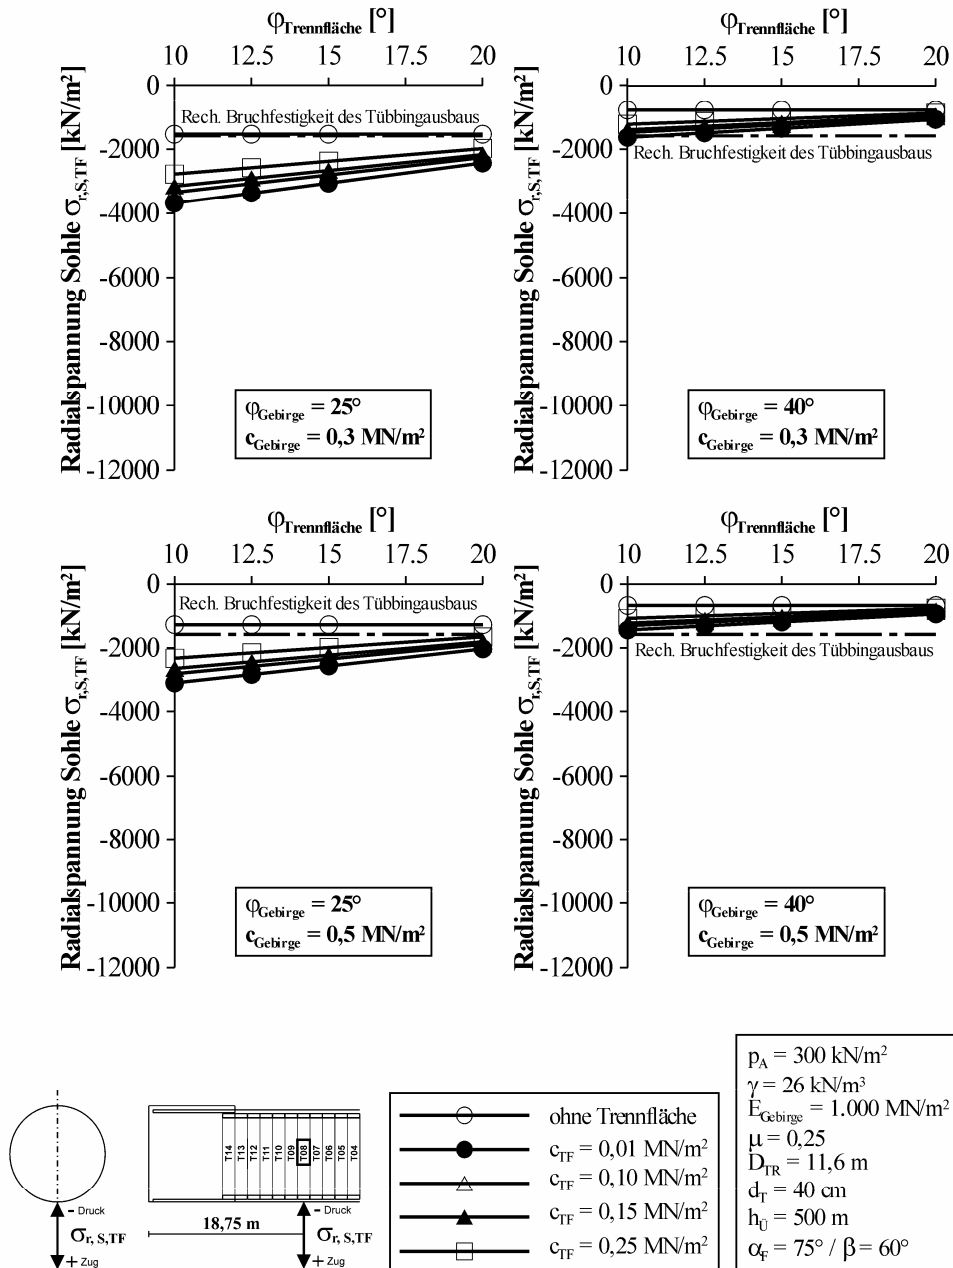 φTrennfläche [°]
10 12.5 15 17.5 20
Radialspannung Sohle σr,S,TF [kN/m²]
0
-2000
-4000
-6000
-8000
-10000
-12000
Rech. Bruchfestigkeit des Tübbingausbaus
φGebirge = 25°
cGebirge = 0,3 MN/m²
φTrennfläche [°]
10 12.5 15 17.5 20
Radialspannung Sohle σr,S,TF [kN/m²]
0
-2000
-4000
-6000
-8000
-10000
-12000
Rech. Bruchfestigkeit des Tübbingausbaus
φGebirge = 40°
cGebirge = 0,3 MN/m²
φTrennfläche [°]
10 12.5 15 17.5 20
Radialspannung Sohle σr,S,TF [kN/m²]
0
-2000
-4000
-6000
-8000
-10000
-12000
Rech. Bruchfestigkeit des Tübbingausbaus
φGebirge = 25°
cGebirge = 0,5 MN/m²
φTrennfläche [°]
10 12.5 15 17.5 20
Radialspannung Sohle σr,S,TF [kN/m²]
0
-2000
-4000
-6000
-8000
-10000
-12000
Rech. Bruchfestigkeit des Tübbingausbaus
φGebirge = 40°
cGebirge = 0,5 MN/m²
- Druck
σr, S,TF
+ Zug
T14
T13
T12
T11
T10
T09
T08
T07
T06
T05
T04
18,75 m
- Druck
σr, S,TF
+ Zug
ohne Trennfläche
cTF = 0,01 MN/m²
cTF = 0,10 MN/m²
cTF = 0,15 MN/m²
cTF = 0,25 MN/m²
pA = 300 kN/m²
γ = 26 kN/m³
EGebirge = 1.000 MN/m²
μ = 0,25
DTR = 11,6 m
dT = 40 cm
hÜ = 500 m
αF = 75° / β = 60°